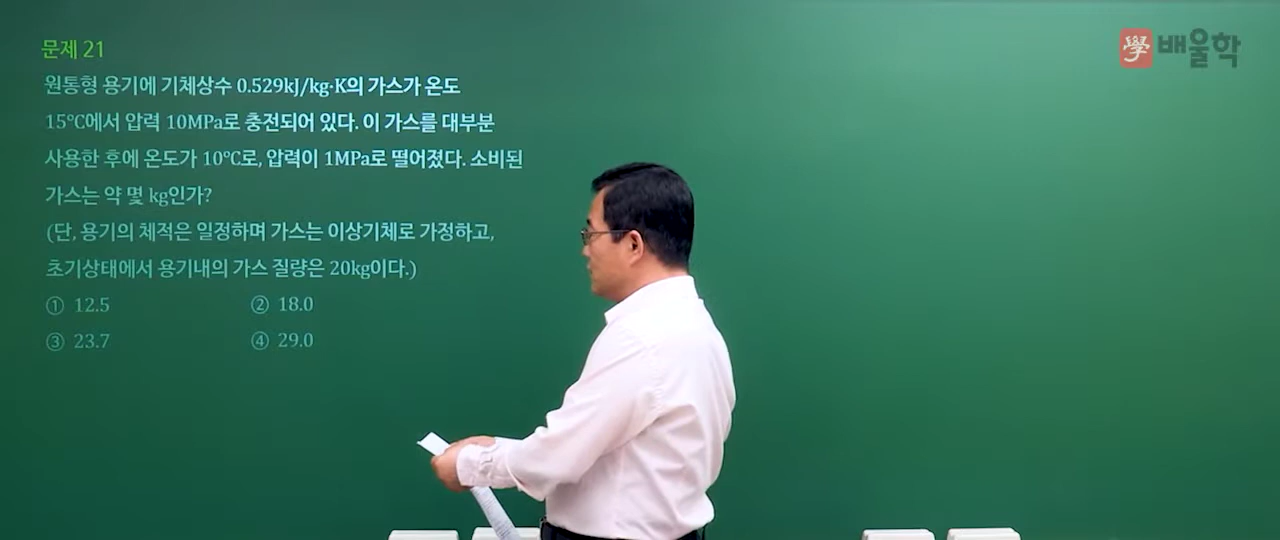 學 배울학
문제 21
원통형 용기에 기체상수 0.529kJ/kg·K의 가스가 온도
15℃에서 압력 10MPa로 충전되어 있다. 이 가스를 대부분
사용한 후에 온도가 10℃로, 압력이 1MPa로 떨어졌다. 소비된
가스는 약 몇 kg인가?
(단, 용기의 체적은 일정하며 가스는 이상기체로 가정하고,
초기상태에서 용기내의 가스 질량은 20kg이다.)
① 12.5 ② 18.0
③ 23.7 ④ 29.0